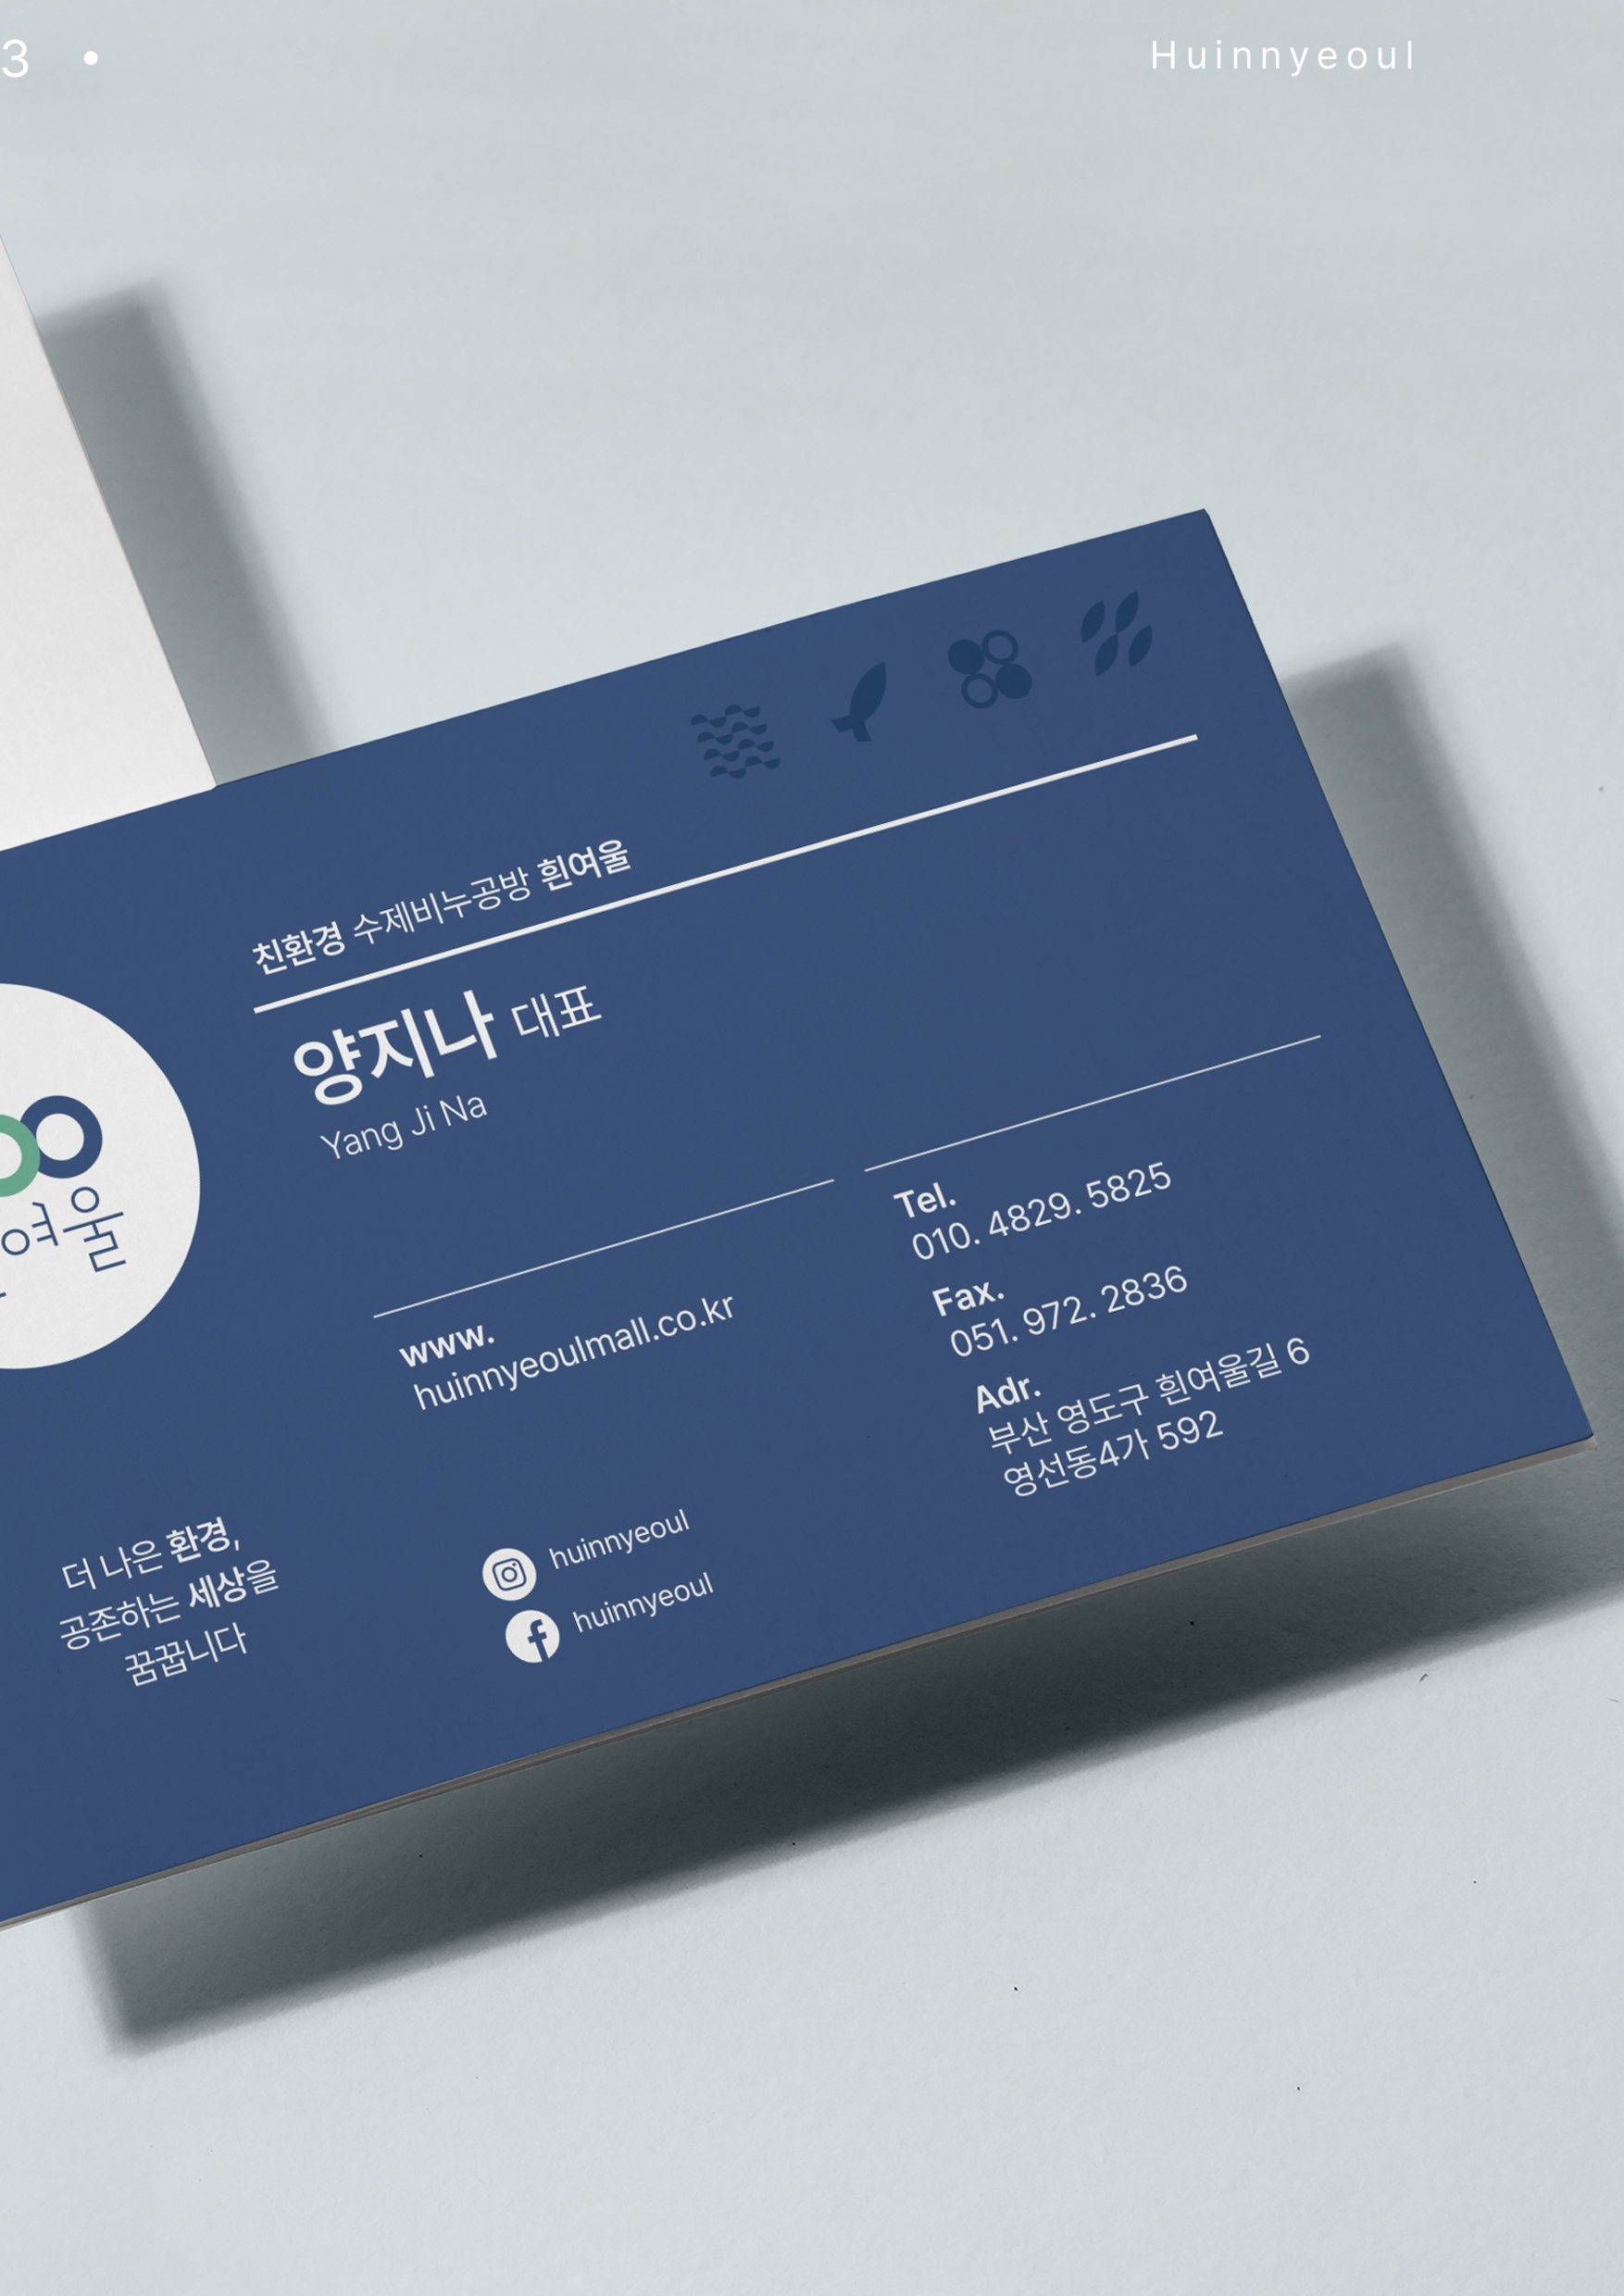 3 •
Huinnyeoul
친환경 수제비누공방 흰여울
양지나 대표
Yang Ji Na
여울
www.
huinnyeoulmall.co.kr
Tel.
010. 4829. 5825
Fax.
051. 972. 2836
Adr.
부산 영도구 흰여울길 6
영선동4가 592
더 나은 환경,
공존하는 세상을
꿈꿉니다
huinnyeoul
huinnyeoul